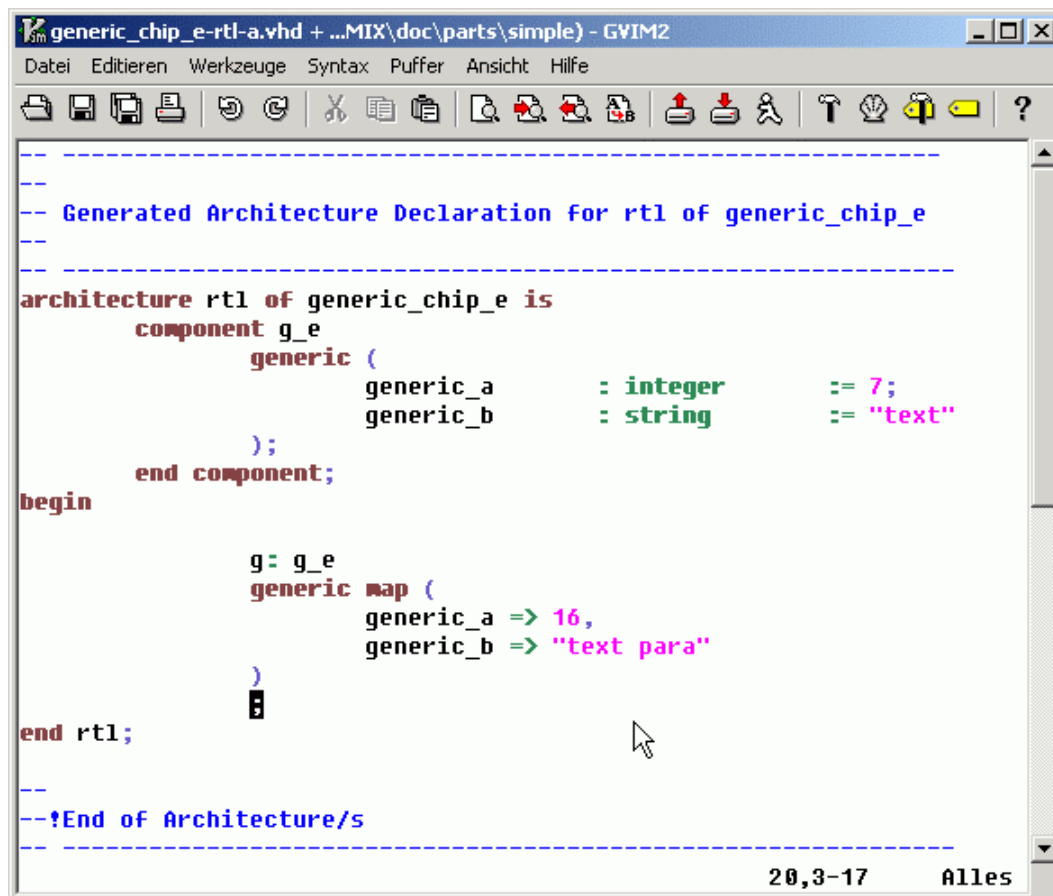 generic_chip_e-rtl-a.vhd + ...MIX\doc\parts\simple) - GVIM2
Datei Editieren Werkzeuge Syntax Puffer Ansicht Hilfe
-- -------------------------------------------------------------
--
-- Generated Architecture Declaration for rtl of generic_chip_e
--
-- --------------------------------------------------------------
architecture rtl of generic_chip_e is
        component g_e
                generic (
                        generic_a       : integer       := 7;
                        generic_b       : string        := "text"
                );
        end component;
begin

                g: g_e
                generic map (
                        generic_a => 16,
                        generic_b => "text para"
                )
                ;
end rtl;

--
--!End of Architecture/s
-- --------------------------------------------------------------
20,3-17 Alles